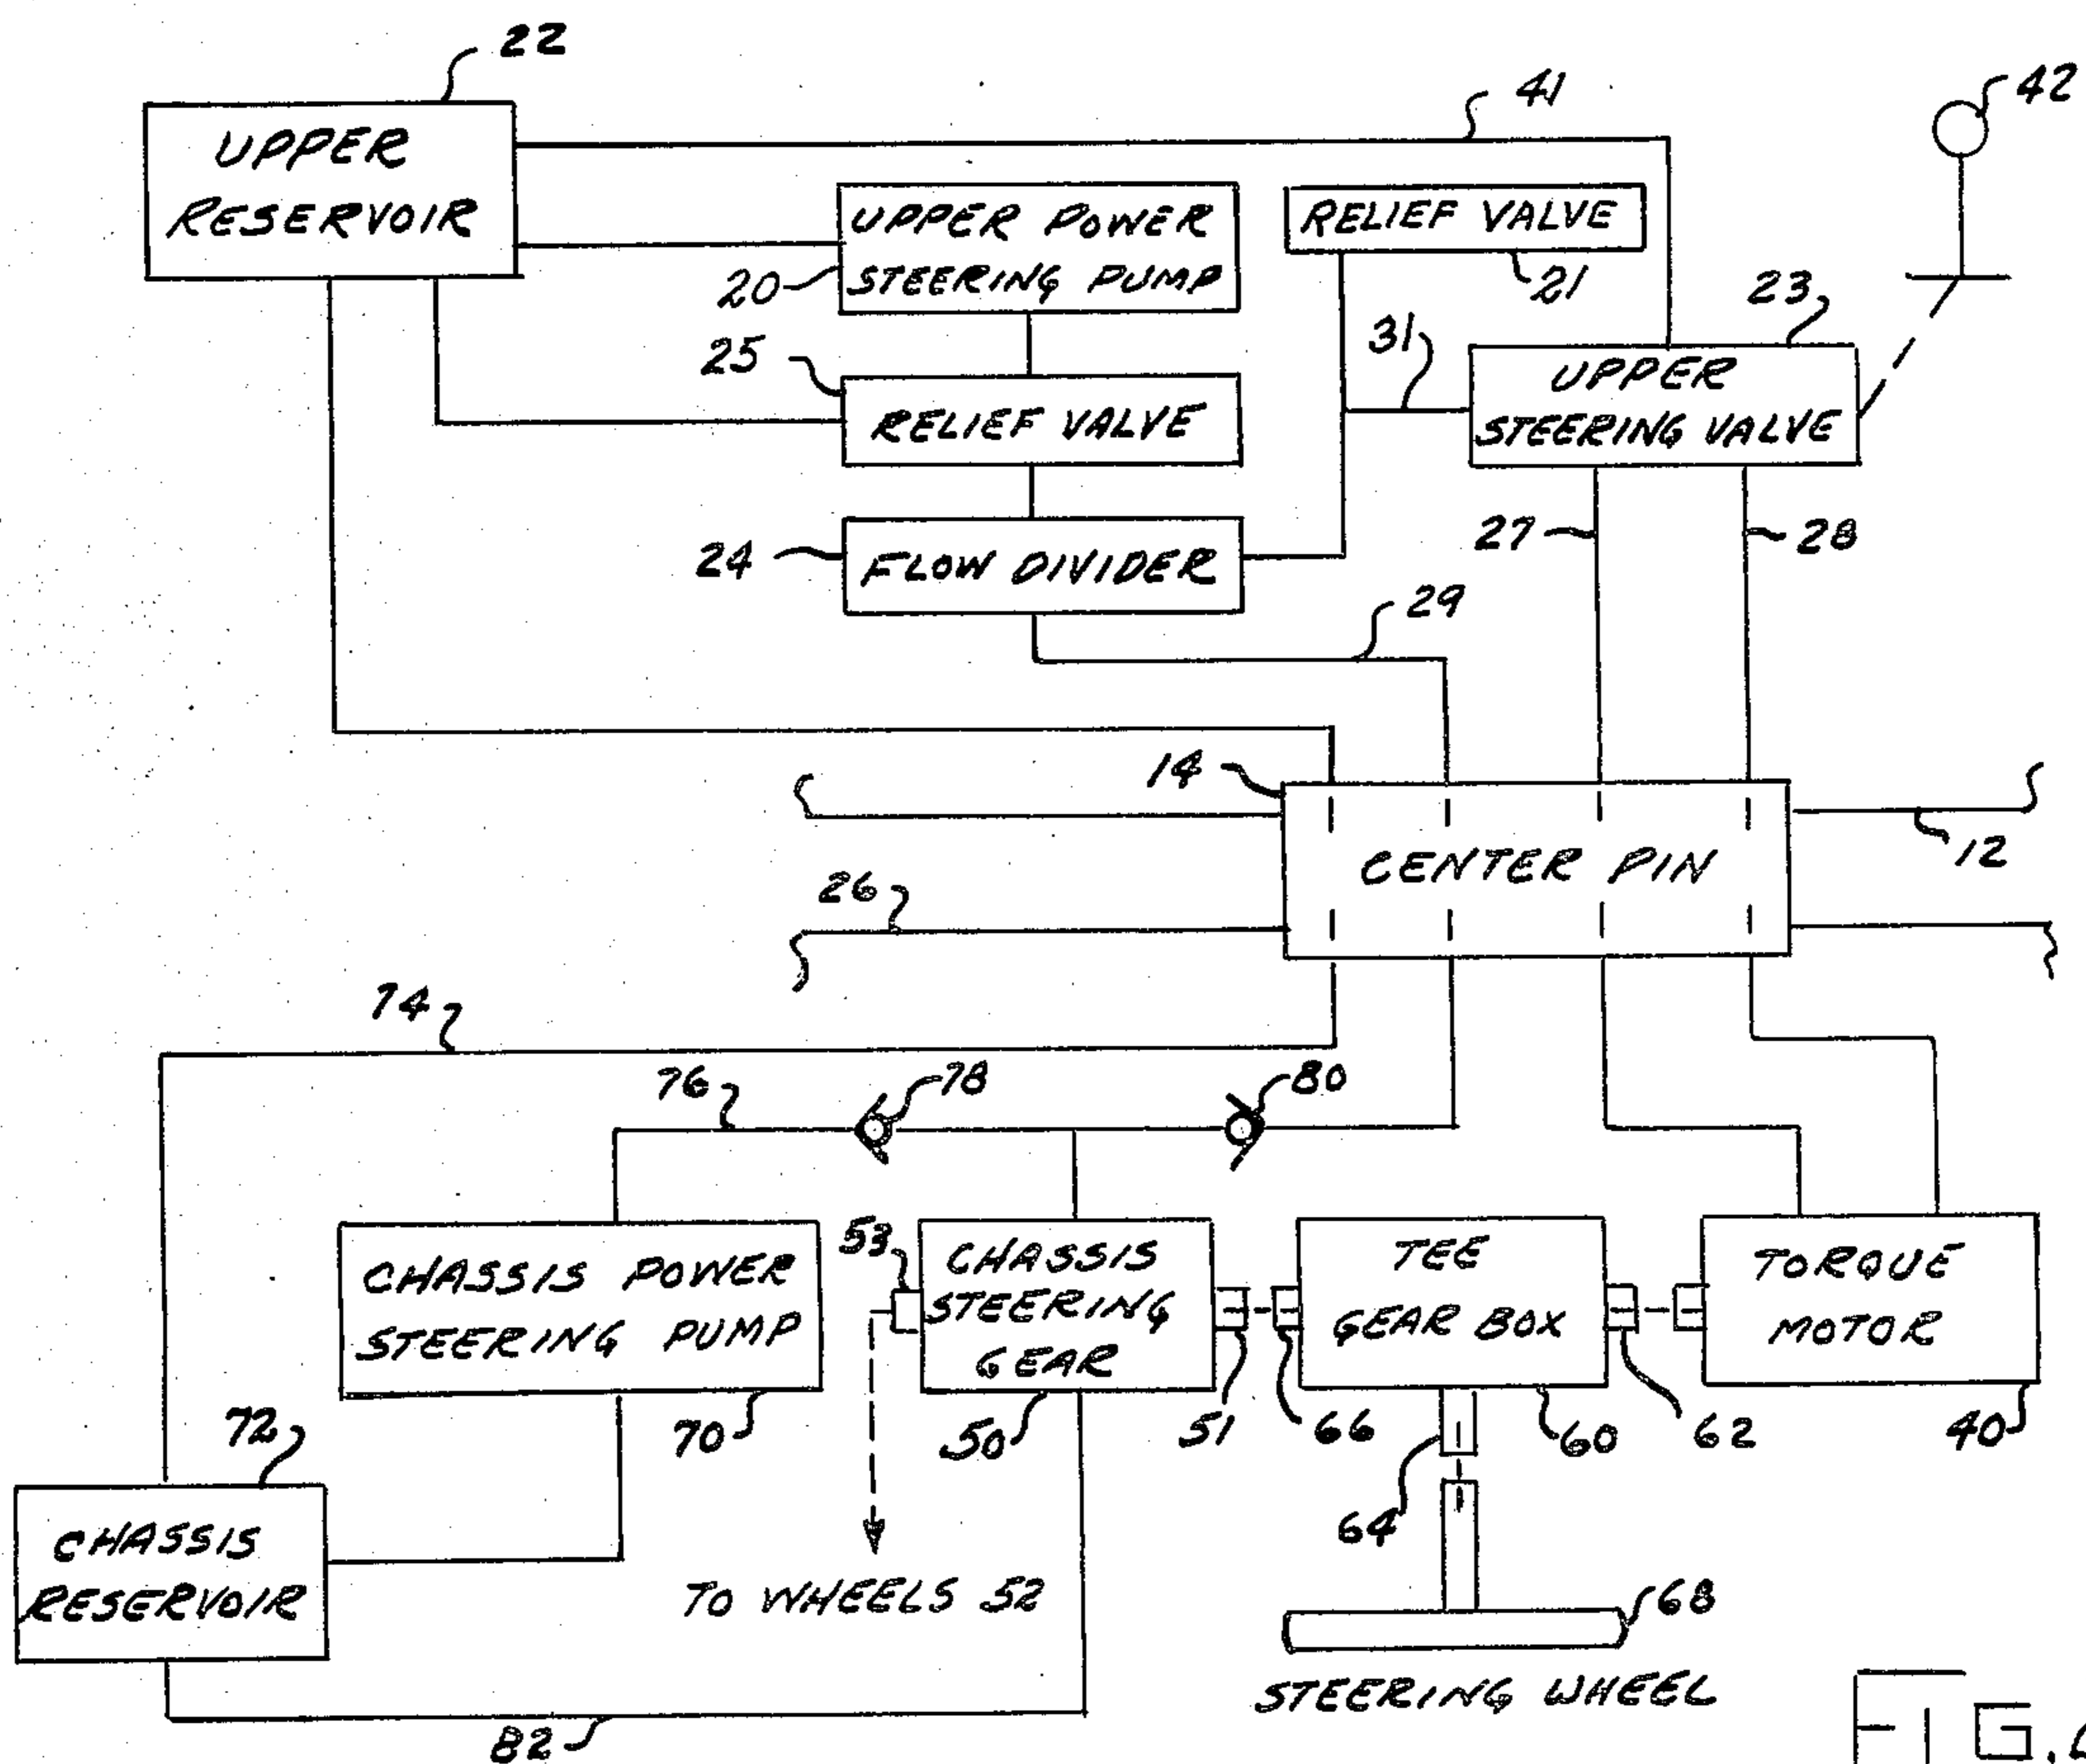 22
41
42
UPPER
RESERVOIR
UPPER POWER
STEERING PUMP
20
RELIEF VALVE
21
23
31
25
RELIEF VALVE
UPPER
STEERING VALVE
24
FLOW DIVIDER
27
28
29
14
CENTER PIN
12
26
74
76
78
80
53
CHASSIS POWER
STEERING PUMP
CHASSIS
STEERING
GEAR
TEE
GEAR BOX
TORQUE
MOTOR
72
70
50
51
66
60
62
40
64
CHASSIS
RESERVOIR
TO WHEELS 52
68
STEERING WHEEL
82
FIG.